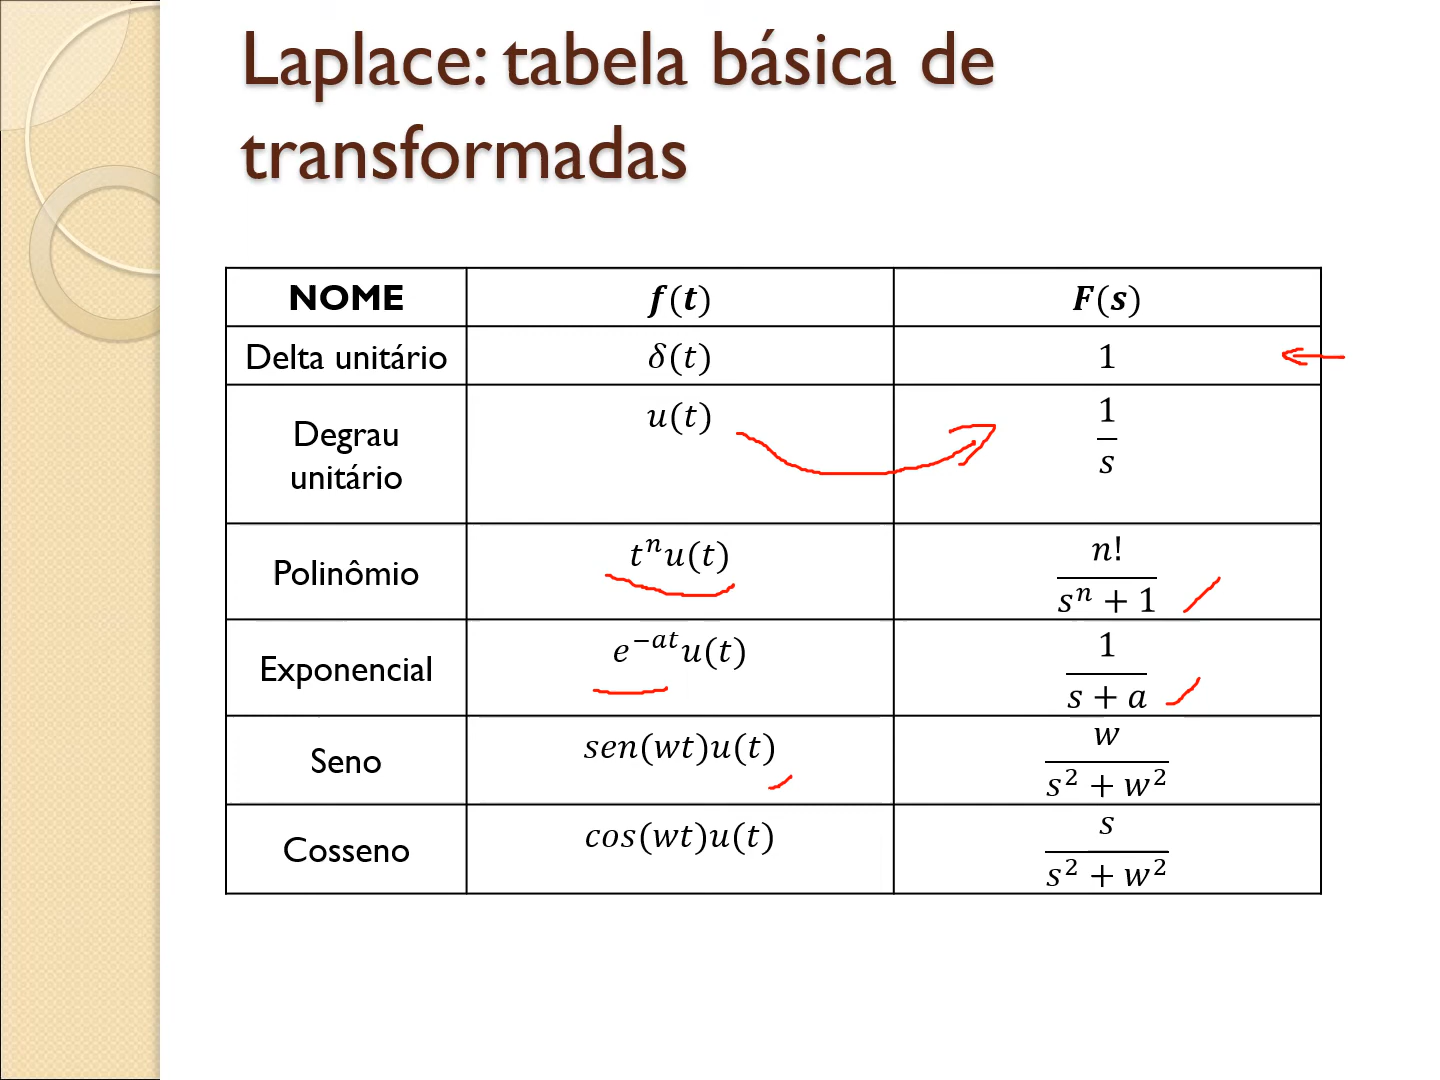 Laplace: tabela básica de
transformadas
NOME f(t) F(s)
Delta unitário δ(t) 1
Degrau unitário u(t) 1/s
Polinômio tⁿu(t) n!/(sⁿ + 1)
Exponencial e^(−at)u(t) 1/(s + a)
Seno sen(wt)u(t) w/(s² + w²)
Cosseno cos(wt)u(t) s/(s² + w²)